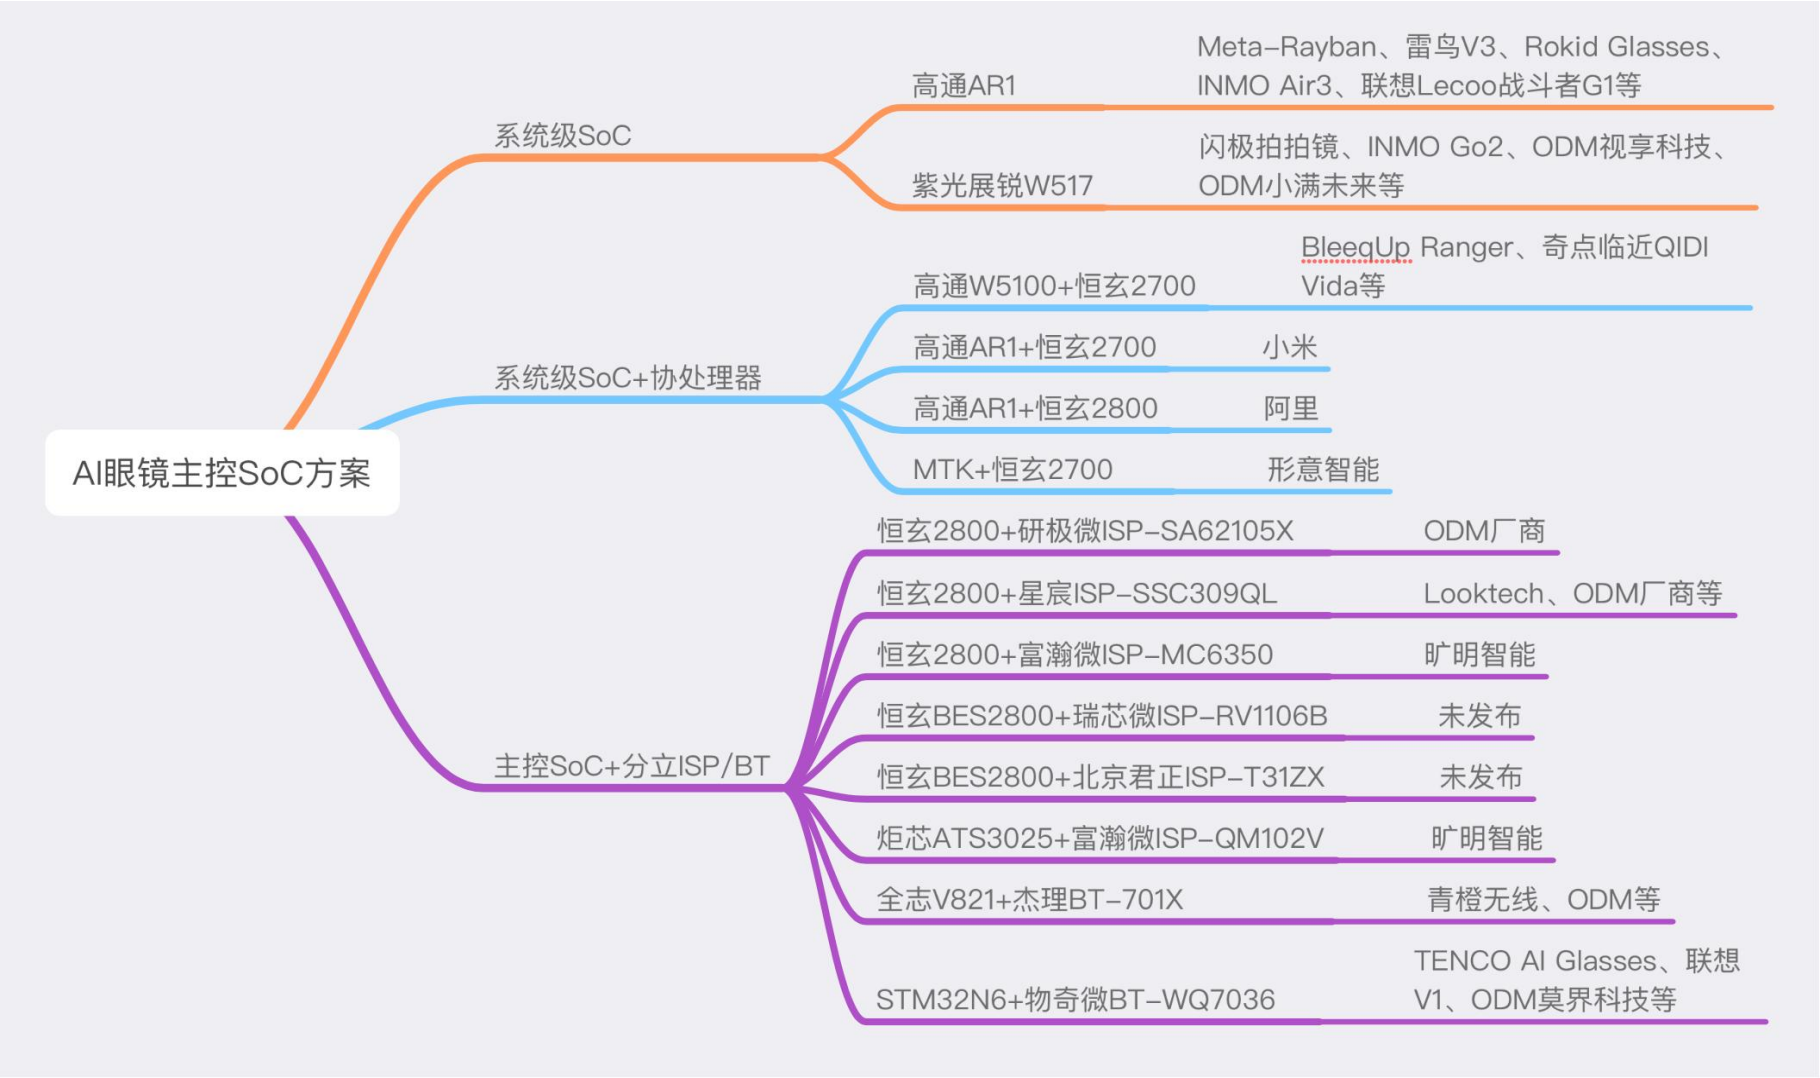 AI眼镜主控SoC方案
系统级SoC
高通AR1
Meta-Rayban、雷鸟V3、Rokid Glasses、
INMO Air3、联想Lecoo战斗者G1等
紫光展锐W517
闪极拍拍镜、INMO Go2、ODM视享科技、
ODM小满未来等
系统级SoC+协处理器
高通W5100+恒玄2700
BleeqUp Ranger、奇点临近QIDI
Vida等
高通AR1+恒玄2700
小米
高通AR1+恒玄2800
阿里
MTK+恒玄2700
形意智能
主控SoC+分立ISP/BT
恒玄2800+研极微ISP-SA62105X
ODM厂商
恒玄2800+星宸ISP-SSC309QL
Looktech、ODM厂商等
恒玄2800+富瀚微ISP-MC6350
旷明智能
恒玄BES2800+瑞芯微ISP-RV1106B
未发布
恒玄BES2800+北京君正ISP-T31ZX
未发布
炬芯ATS3025+富瀚微ISP-QM102V
旷明智能
全志V821+杰理BT-701X
青橙无线、ODM等
STM32N6+物奇微BT-WQ7036
TENCO AI Glasses、联想
V1、ODM莫界科技等